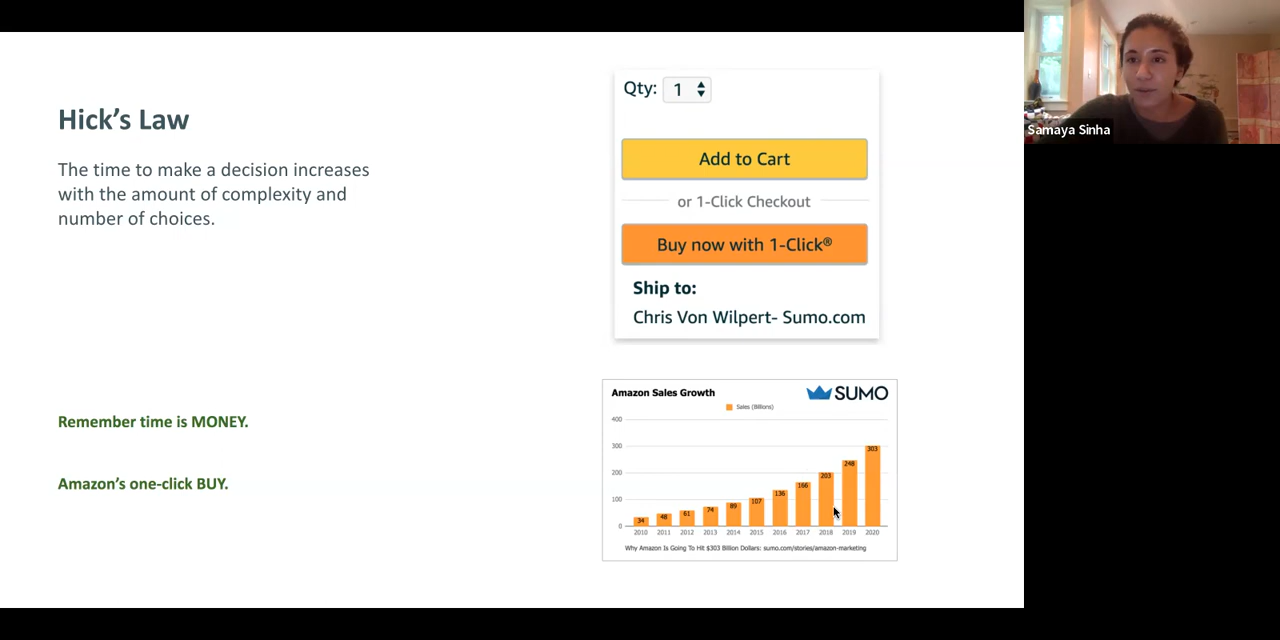 Hick's Law
The time to make a decision increases
with the amount of complexity and
number of choices.
Remember time is MONEY.
Amazon's one-click BUY.
Qty: 1
Add to Cart
or 1-Click Checkout
Buy now with 1-Click®
Ship to:
Chris Von Wilpert- Sumo.com
Amazon Sales Growth
SUMO
Sales (Billions)
400
300
200
100
0
34
48
61
74
89
107
136
166
203
248
303
2010 2011 2012 2013 2014 2015 2016 2017 2018 2019 2020
Why Amazon Is Going To Hit $303 Billion Dollars: sumo.com/stories/amazon-marketing
Samaya Sinha